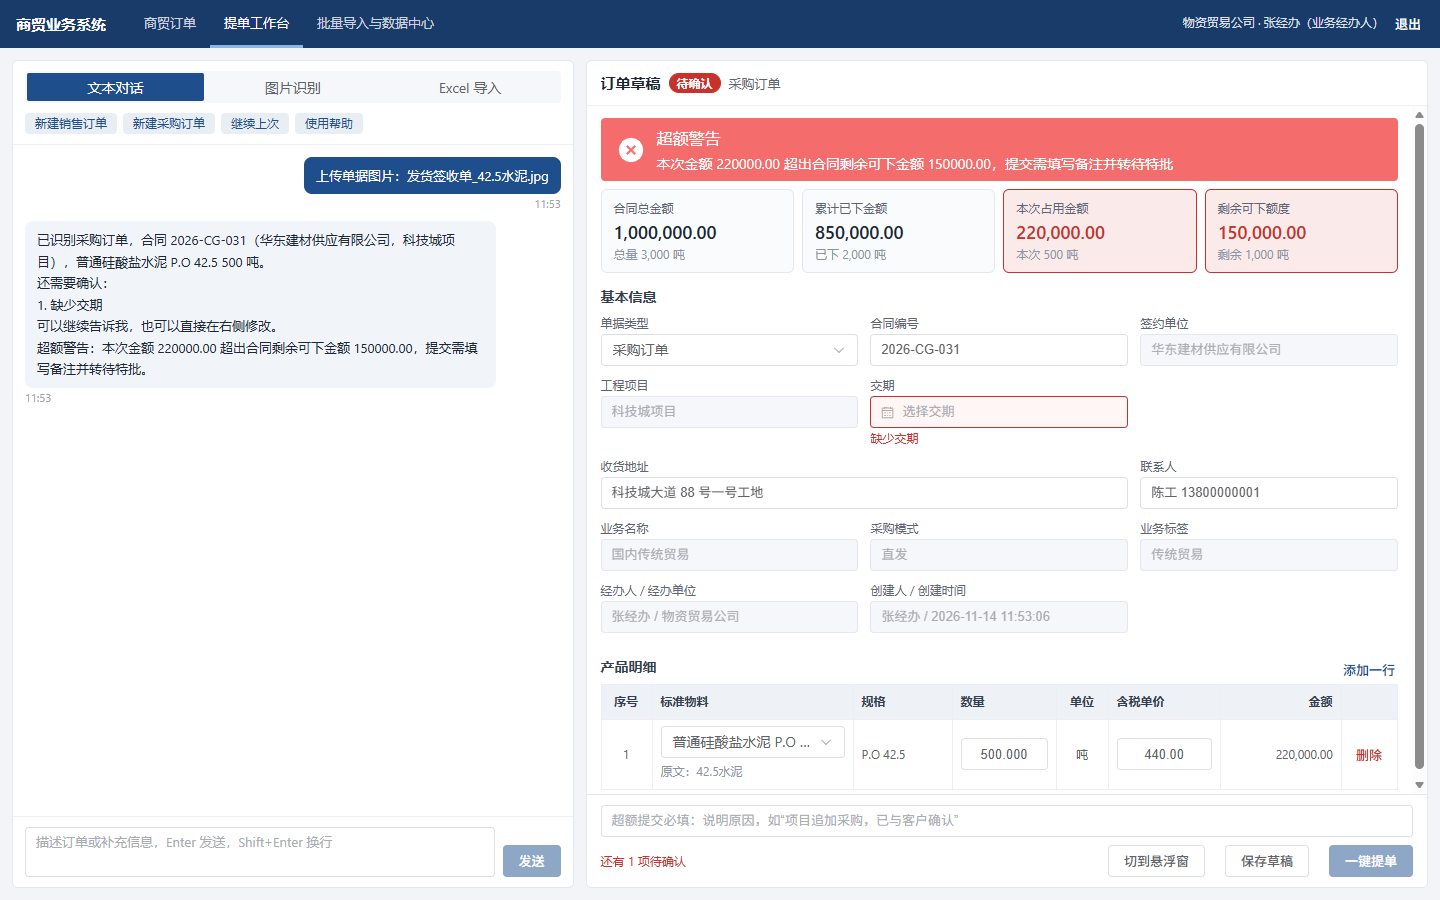 商贸业务系统
商贸订单
提单工作台
批量导入与数据中心
物资贸易公司 · 张经办（业务经办人）
退出
文本对话
图片识别
Excel 导入
新建销售订单
新建采购订单
继续上次
使用帮助
上传单据图片：发货签收单_42.5水泥.jpg
11:53
已识别采购订单，合同 2026-CG-031（华东建材供应有限公司，科技城项
目），普通硅酸盐水泥 P.O 42.5 500 吨。
还需要确认：
1. 缺少交期
可以继续告诉我，也可以直接在右侧修改。
超额警告：本次金额 220000.00 超出合同剩余可下金额 150000.00，提交需填
写备注并转待特批。
11:53
描述订单或补充信息，Enter 发送，Shift+Enter 换行
发送
订单草稿
待确认
采购订单
超额警告
本次金额 220000.00 超出合同剩余可下金额 150000.00，提交需填写备注并转待特批
合同总金额
1,000,000.00
总量 3,000 吨
累计已下金额
850,000.00
已下 2,000 吨
本次占用金额
220,000.00
本次 500 吨
剩余可下额度
150,000.00
剩余 1,000 吨
基本信息
单据类型
合同编号
签约单位
采购订单
2026-CG-031
华东建材供应有限公司
工程项目
交期
科技城项目
选择交期
缺少交期
收货地址
联系人
科技城大道 88 号一号工地
陈工 13800000001
业务名称
采购模式
业务标签
国内传统贸易
直发
传统贸易
经办人 / 经办单位
创建人 / 创建时间
张经办 / 物资贸易公司
张经办 / 2026-11-14 11:53:06
产品明细
添加一行
序号
标准物料
规格
数量
单位
含税单价
金额
1
普通硅酸盐水泥 P.O ...
原文：42.5水泥
P.O 42.5
500.000
吨
440.00
220,000.00
删除
超额提交必填：说明原因，如“项目追加采购，已与客户确认”
还有 1 项待确认
切到悬浮窗
保存草稿
一键提单